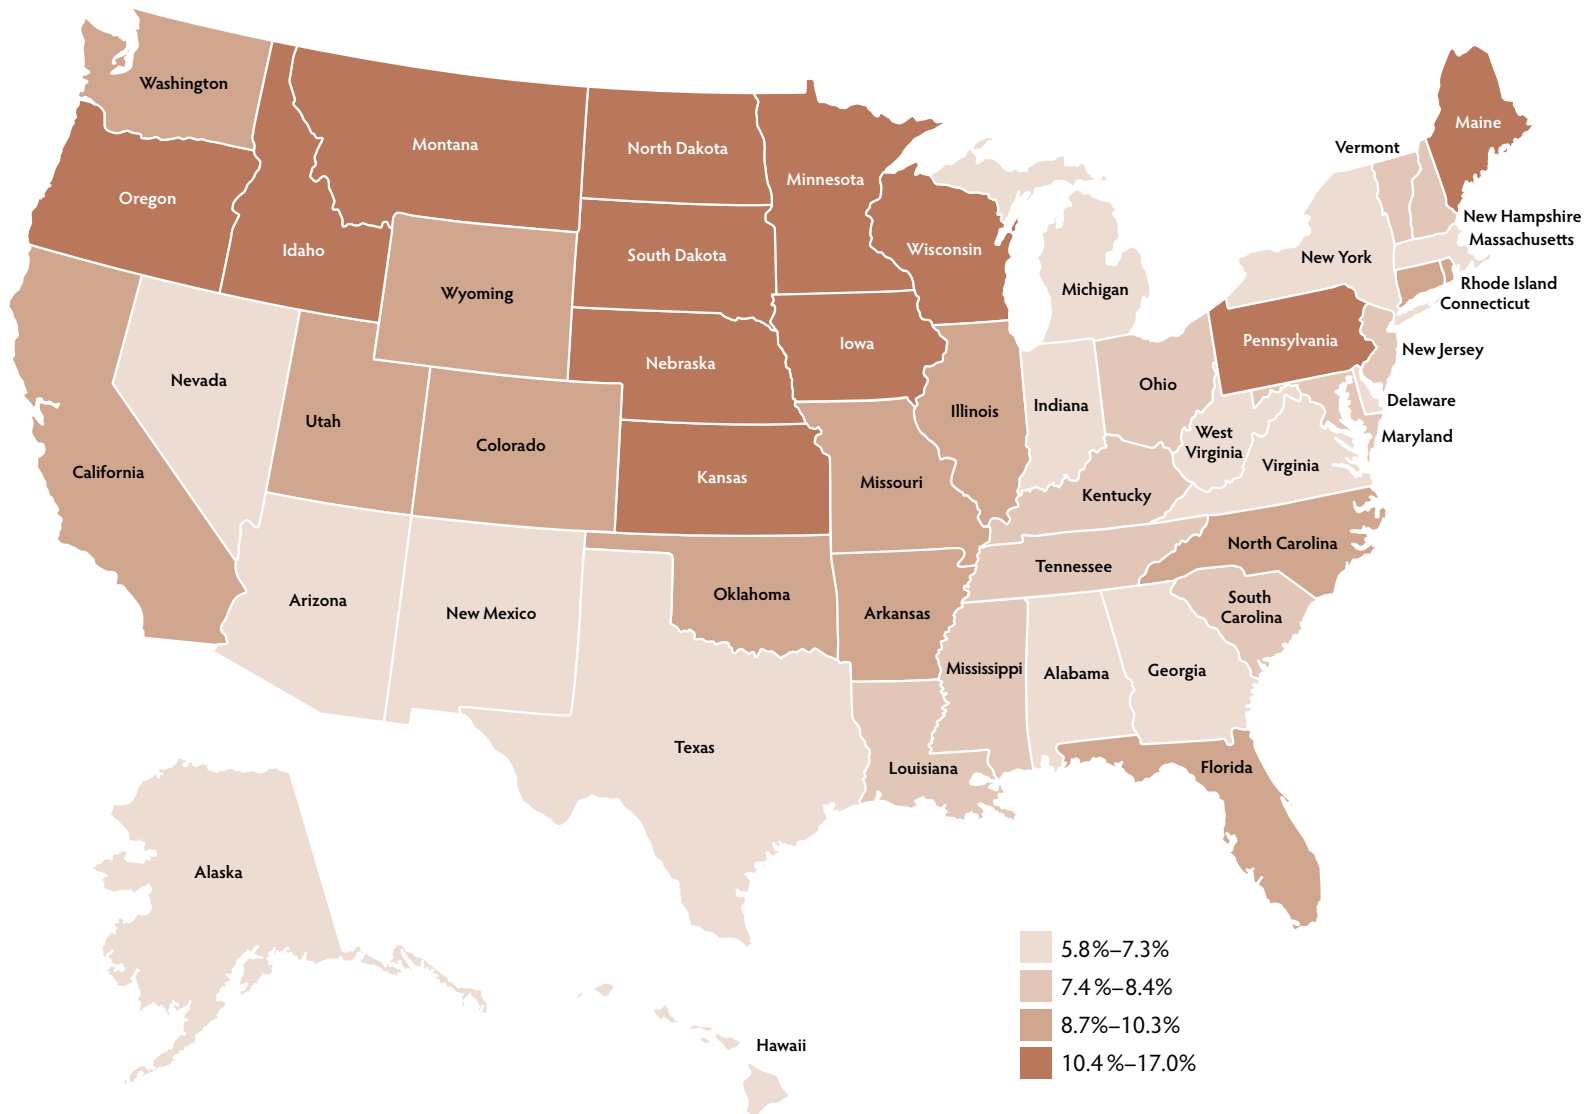 Washington
Montana
North Dakota
Minnesota
Maine
Vermont
Oregon
Idaho
South Dakota
Wisconsin
New Hampshire
Massachusetts
New York
Wyoming
Michigan
Rhode Island
Connecticut
Nevada
Nebraska
Iowa
Pennsylvania
New Jersey
Utah
Colorado
Illinois
Indiana
Ohio
Delaware
Maryland
California
Kansas
Missouri
Kentucky
West
Virginia
Virginia
Arizona
New Mexico
Oklahoma
Arkansas
Tennessee
North Carolina
South
Carolina
Mississippi
Alabama
Georgia
Texas
Louisiana
Florida
Alaska
Hawaii
5.8%–7.3%
7.4%–8.4%
8.7%–10.3%
10.4%–17.0%